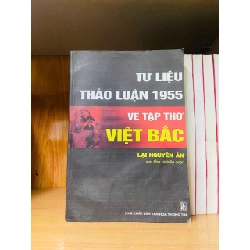 TƯ LIỆU
THẢO LUẬN 1955
VỀ TẬP THƠ
VIỆT BẮC
LẠI NGUYÊN ÂN